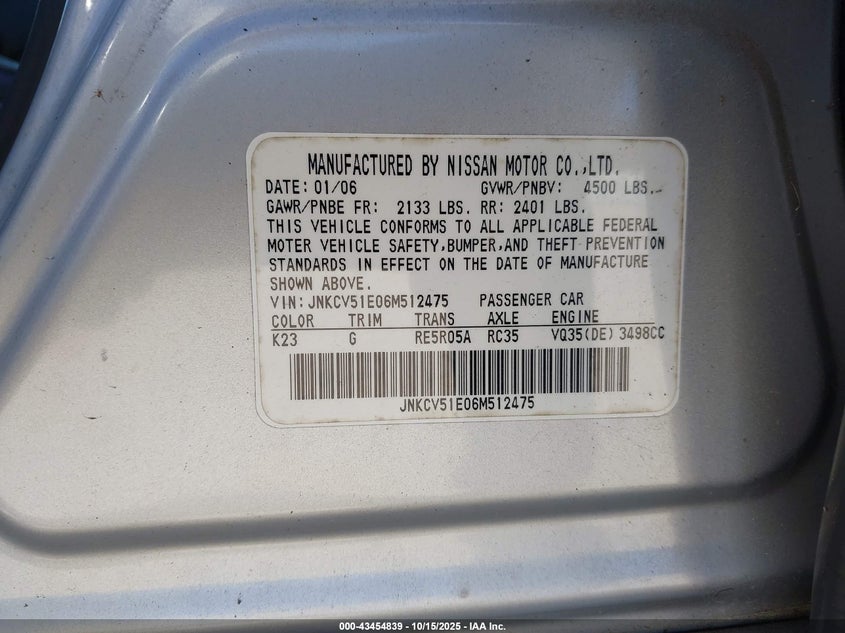 MANUFACTURED BY NISSAN MOTOR CO.,LTD.
DATE: 01/06 GVWR/PNBV: 4500 LBS.
GAWR/PNBE FR: 2133 LBS. RR: 2401 LBS.
THIS VEHICLE CONFORMS TO ALL APPLICABLE FEDERAL
MOTER VEHICLE SAFETY,BUMPER,AND THEFT PREVENTION
STANDARDS IN EFFECT ON THE DATE OF MANUFACTURE
SHOWN ABOVE.
VIN: JNKCV51E06M512475 PASSENGER CAR
COLOR TRIM TRANS AXLE ENGINE
K23 G RE5R05A RC35 VQ35(DE) 3498CC
JNKCV51E06M512475
000-43454839 - 10/15/2025 - IAA Inc.